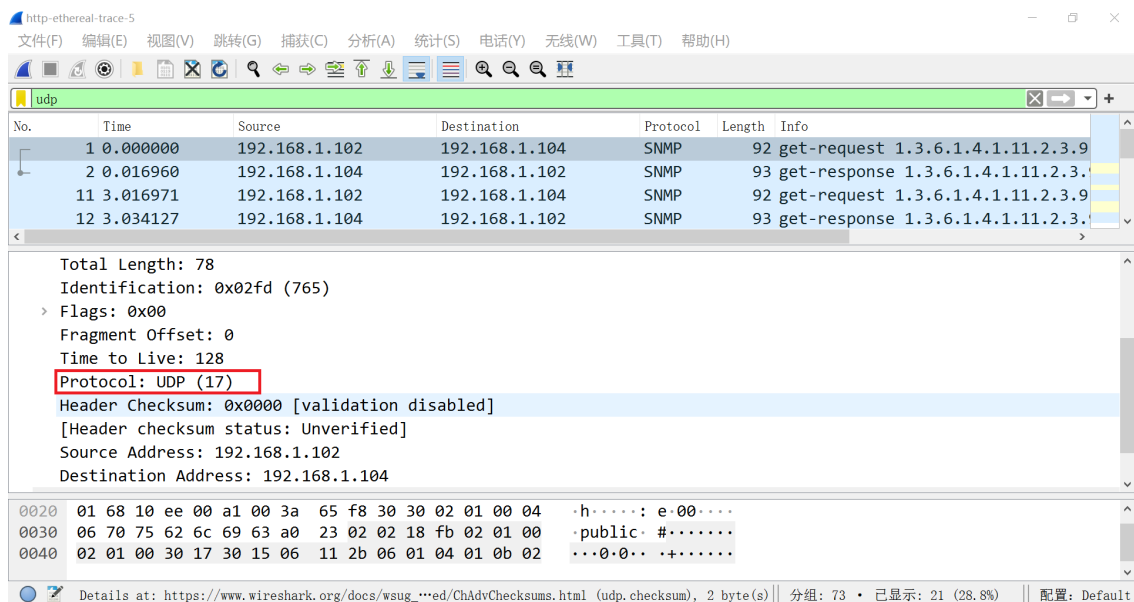 http-ethereal-trace-5
文件(F) 编辑(E) 视图(V) 跳转(G) 捕获(C) 分析(A) 统计(S) 电话(Y) 无线(W) 工具(T) 帮助(H)
udp
No. Time Source Destination Protocol Length Info
1 0.000000 192.168.1.102 192.168.1.104 SNMP 92 get-request 1.3.6.1.4.1.11.2.3.9
2 0.016960 192.168.1.104 192.168.1.102 SNMP 93 get-response 1.3.6.1.4.1.11.2.3.
11 3.016971 192.168.1.102 192.168.1.104 SNMP 92 get-request 1.3.6.1.4.1.11.2.3.9
12 3.034127 192.168.1.104 192.168.1.102 SNMP 93 get-response 1.3.6.1.4.1.11.2.3.
Total Length: 78
Identification: 0x02fd (765)
Flags: 0x00
Fragment Offset: 0
Time to Live: 128
Protocol: UDP (17)
Header Checksum: 0x0000 [validation disabled]
[Header checksum status: Unverified]
Source Address: 192.168.1.102
Destination Address: 192.168.1.104
0020 01 68 10 ee 00 a1 00 3a 65 f8 30 30 02 01 00 04 ·h·····: e·00····
0030 06 70 75 62 6c 69 63 a0 23 02 02 18 fb 02 01 00 ·public· #·······
0040 02 01 00 30 17 30 15 06 11 2b 06 01 04 01 0b 02 ···0·0·· ·+······
Details at: https://www.wireshark.org/docs/wsug_…ed/ChAdvChecksums.html (udp.checksum), 2 byte(s) 分组: 73 · 已显示: 21 (28.8%) 配置: Default